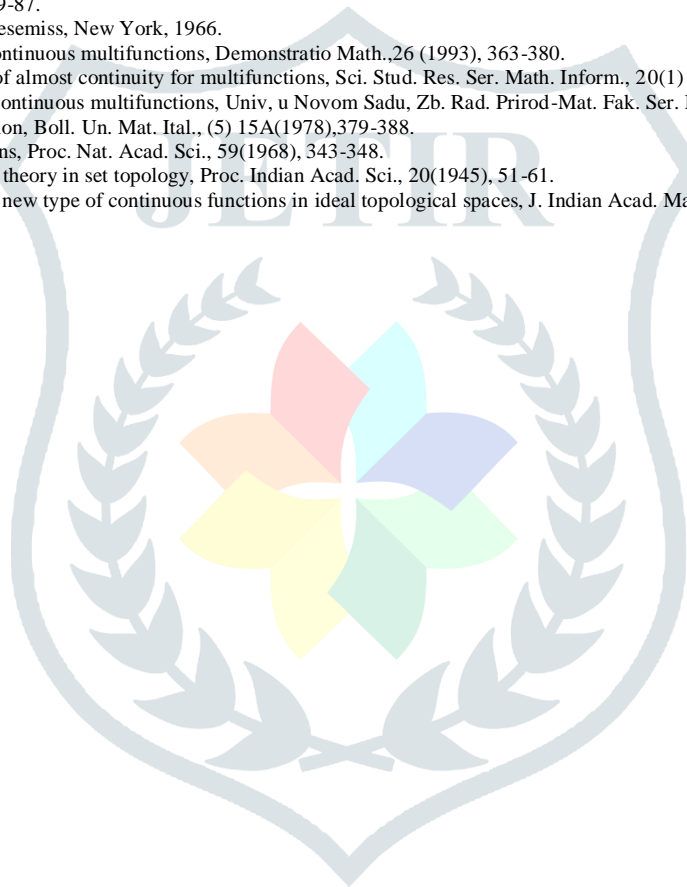 9-87.
esemiss, New York, 1966.
ontinuous multifunctions, Demonstratio Math.,26 (1993), 363-380.
of almost continuity for multifunctions, Sci. Stud. Res. Ser. Math. Inform., 20(1)
ontinuous multifunctions, Univ, u Novom Sadu, Zb. Rad. Prirod-Mat. Fak. Ser.
ion, Boll. Un. Mat. Ital., (5) 15A(1978),379-388.
ns, Proc. Nat. Acad. Sci., 59(1968), 343-348.
theory in set topology, Proc. Indian Acad. Sci., 20(1945), 51-61.
new type of continuous functions in ideal topological spaces, J. Indian Acad. Ma
JETIR